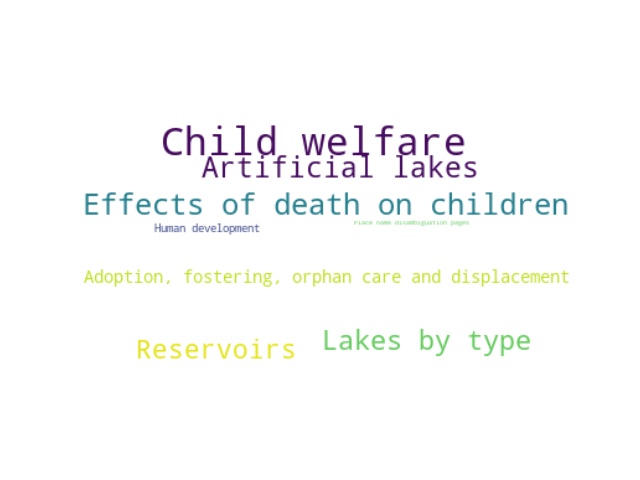 Child welfare
Artificial lakes
Effects of death on children
Place name disambiguation pages
Human development
Adoption, fostering, orphan care and displacement
Lakes by type
Reservoirs